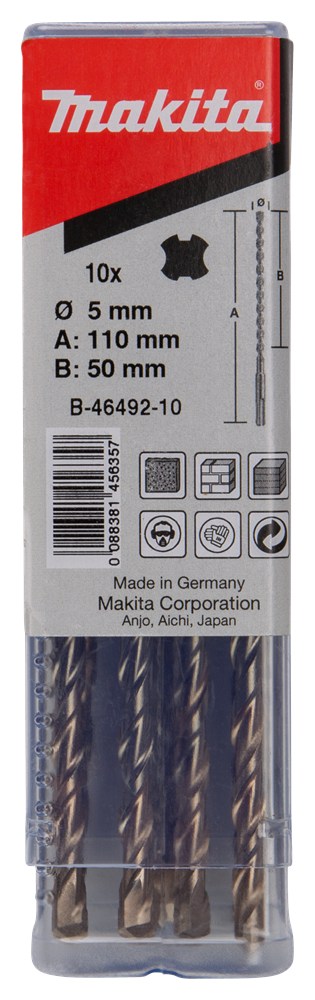 makita®
10x
Ø 5 mm
A: 110 mm
B: 50 mm
B-46492-10
Ø
A
B
0 088381 456357
Made in Germany
Makita Corporation
Anjo, Aichi, Japan